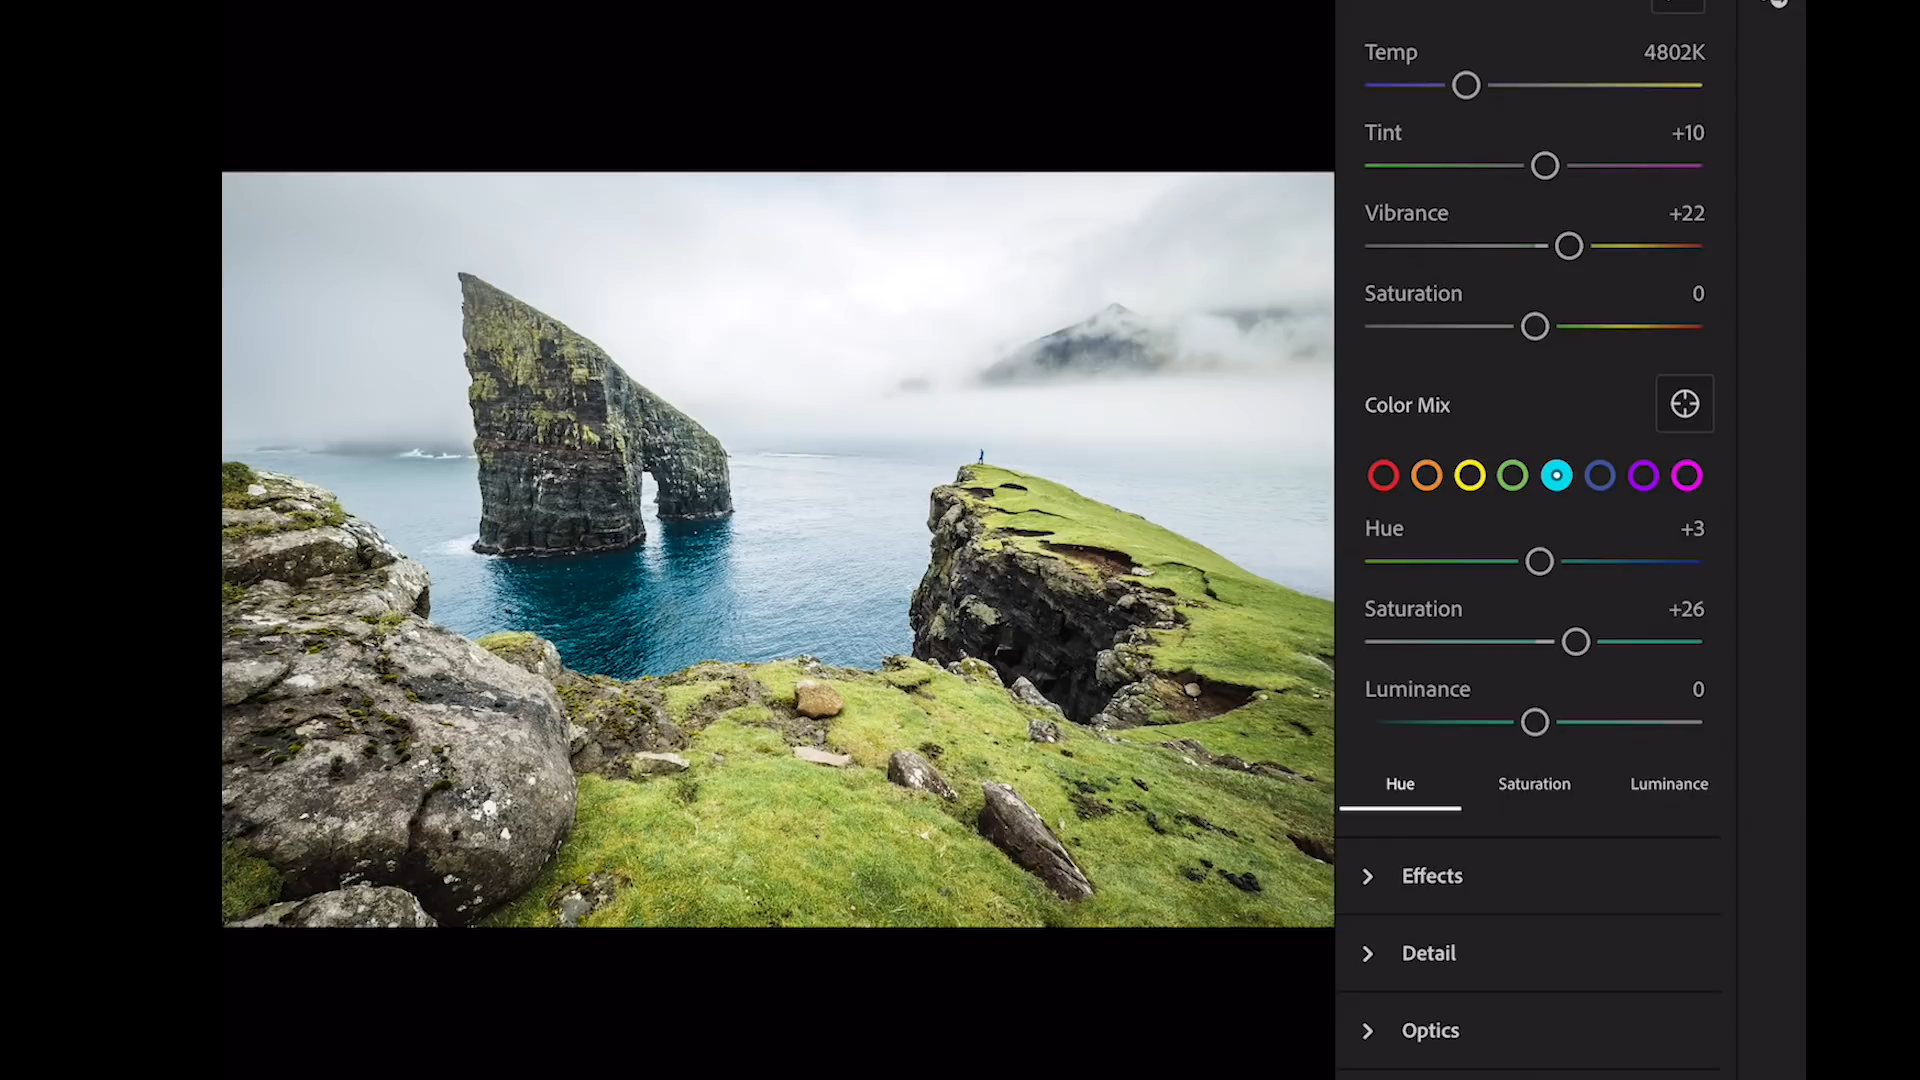 Temp 4802K
Tint +10
Vibrance +22
Saturation 0
Color Mix
Hue +3
Saturation +26
Luminance 0
Hue Saturation Luminance
Effects
Detail
Optics